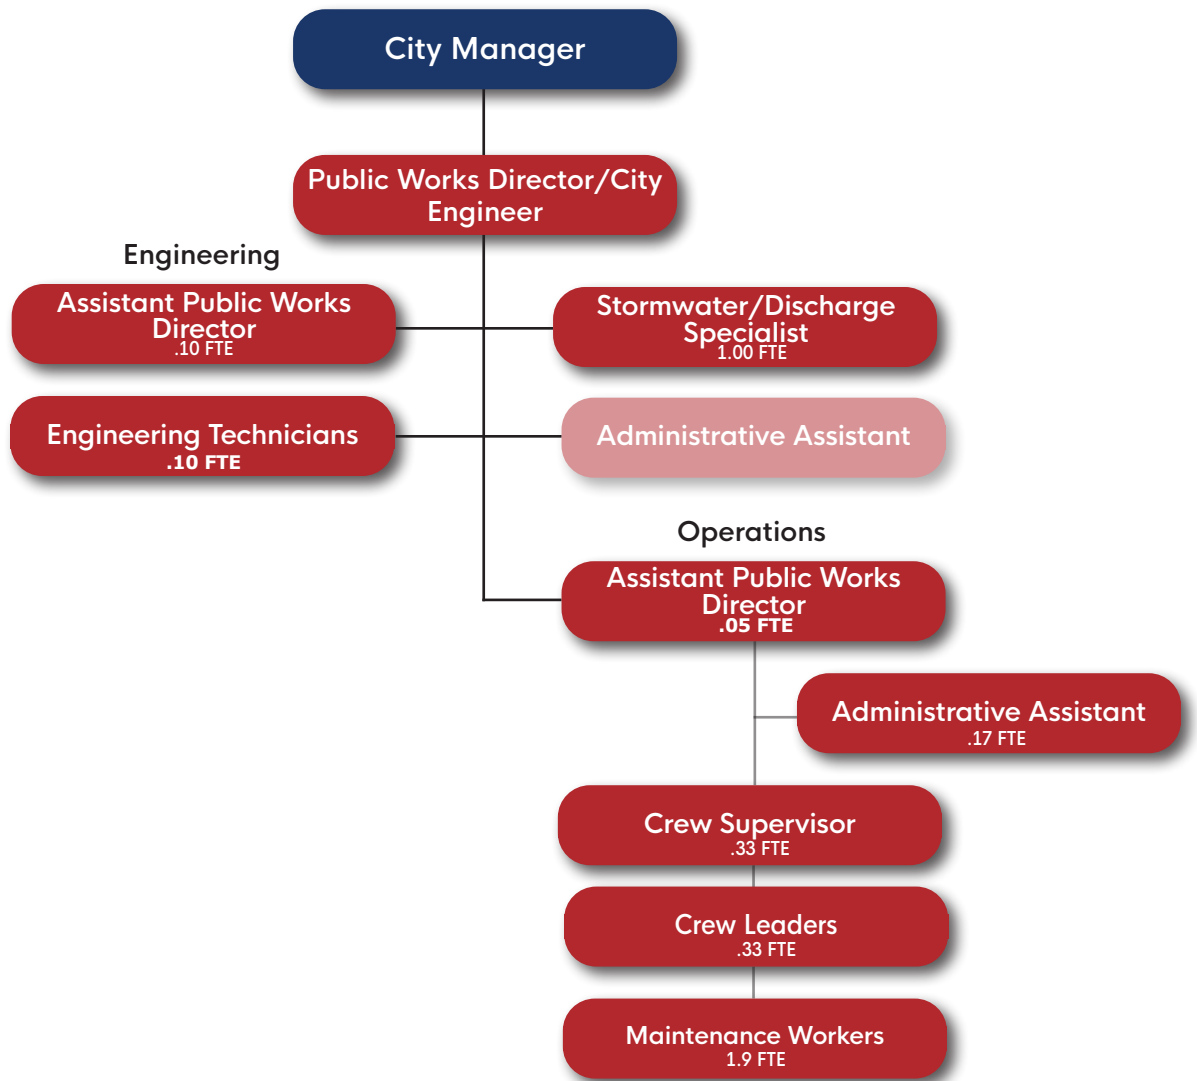 City Manager
Public Works Director/City
Engineer
Engineering
Assistant Public Works
Director
.10 FTE
Stormwater/Discharge
Specialist
1.00 FTE
Engineering Technicians
.10 FTE
Administrative Assistant
Operations
Assistant Public Works
Director
.05 FTE
Administrative Assistant
.17 FTE
Crew Supervisor
.33 FTE
Crew Leaders
.33 FTE
Maintenance Workers
1.9 FTE